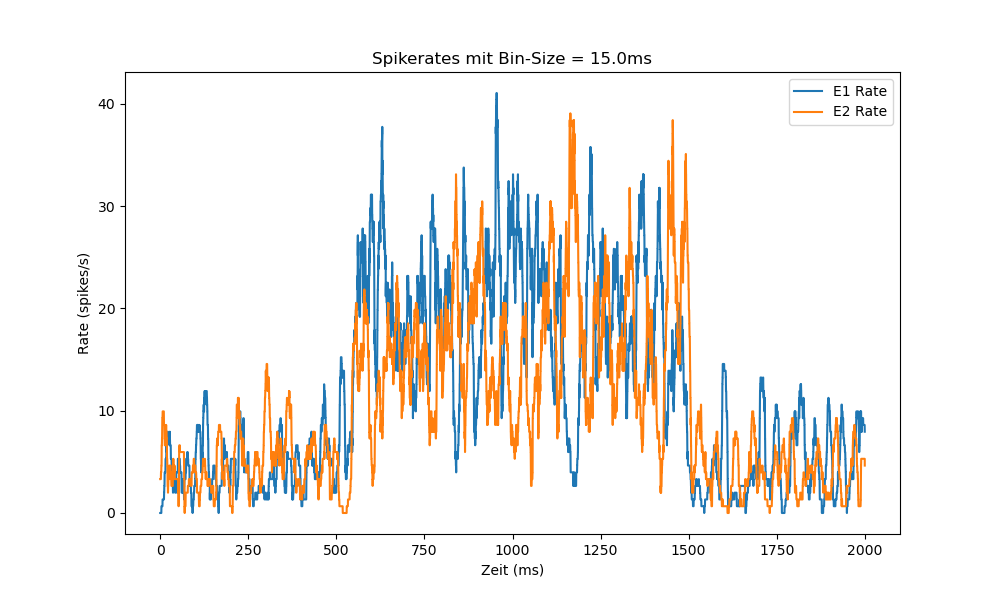 Spikerates mit Bin-Size = 15.0ms
E1 Rate
E2 Rate
40
30
20
10
0
Rate (spikes/s)
0 250 500 750 1000 1250 1500 1750 2000
Zeit (ms)